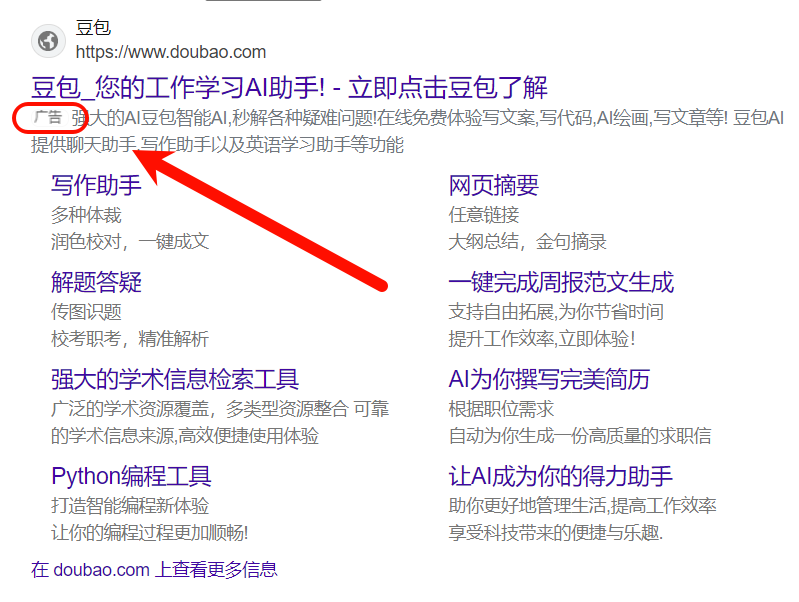 豆包
https://www.doubao.com
豆包_您的工作学习AI助手! - 立即点击豆包了解
广告 强大的AI豆包智能AI,秒解各种疑难问题!在线免费体验写文案,写代码,AI绘画,写文章等! 豆包AI
提供聊天助手,写作助手以及英语学习助手等功能
写作助手
多种体裁
润色校对，一键成文
网页摘要
任意链接
大纲总结，金句摘录
解题答疑
传图识题
校考职考，精准解析
一键完成周报范文生成
支持自由拓展,为你节省时间
提升工作效率,立即体验!
强大的学术信息检索工具
广泛的学术资源覆盖，多类型资源整合 可靠
的学术信息来源,高效便捷使用体验
AI为你撰写完美简历
根据职位需求
自动为你生成一份高质量的求职信
Python编程工具
打造智能编程新体验
让你的编程过程更加顺畅!
让AI成为你的得力助手
助你更好地管理生活,提高工作效率
享受科技带来的便捷与乐趣.
在 doubao.com 上查看更多信息